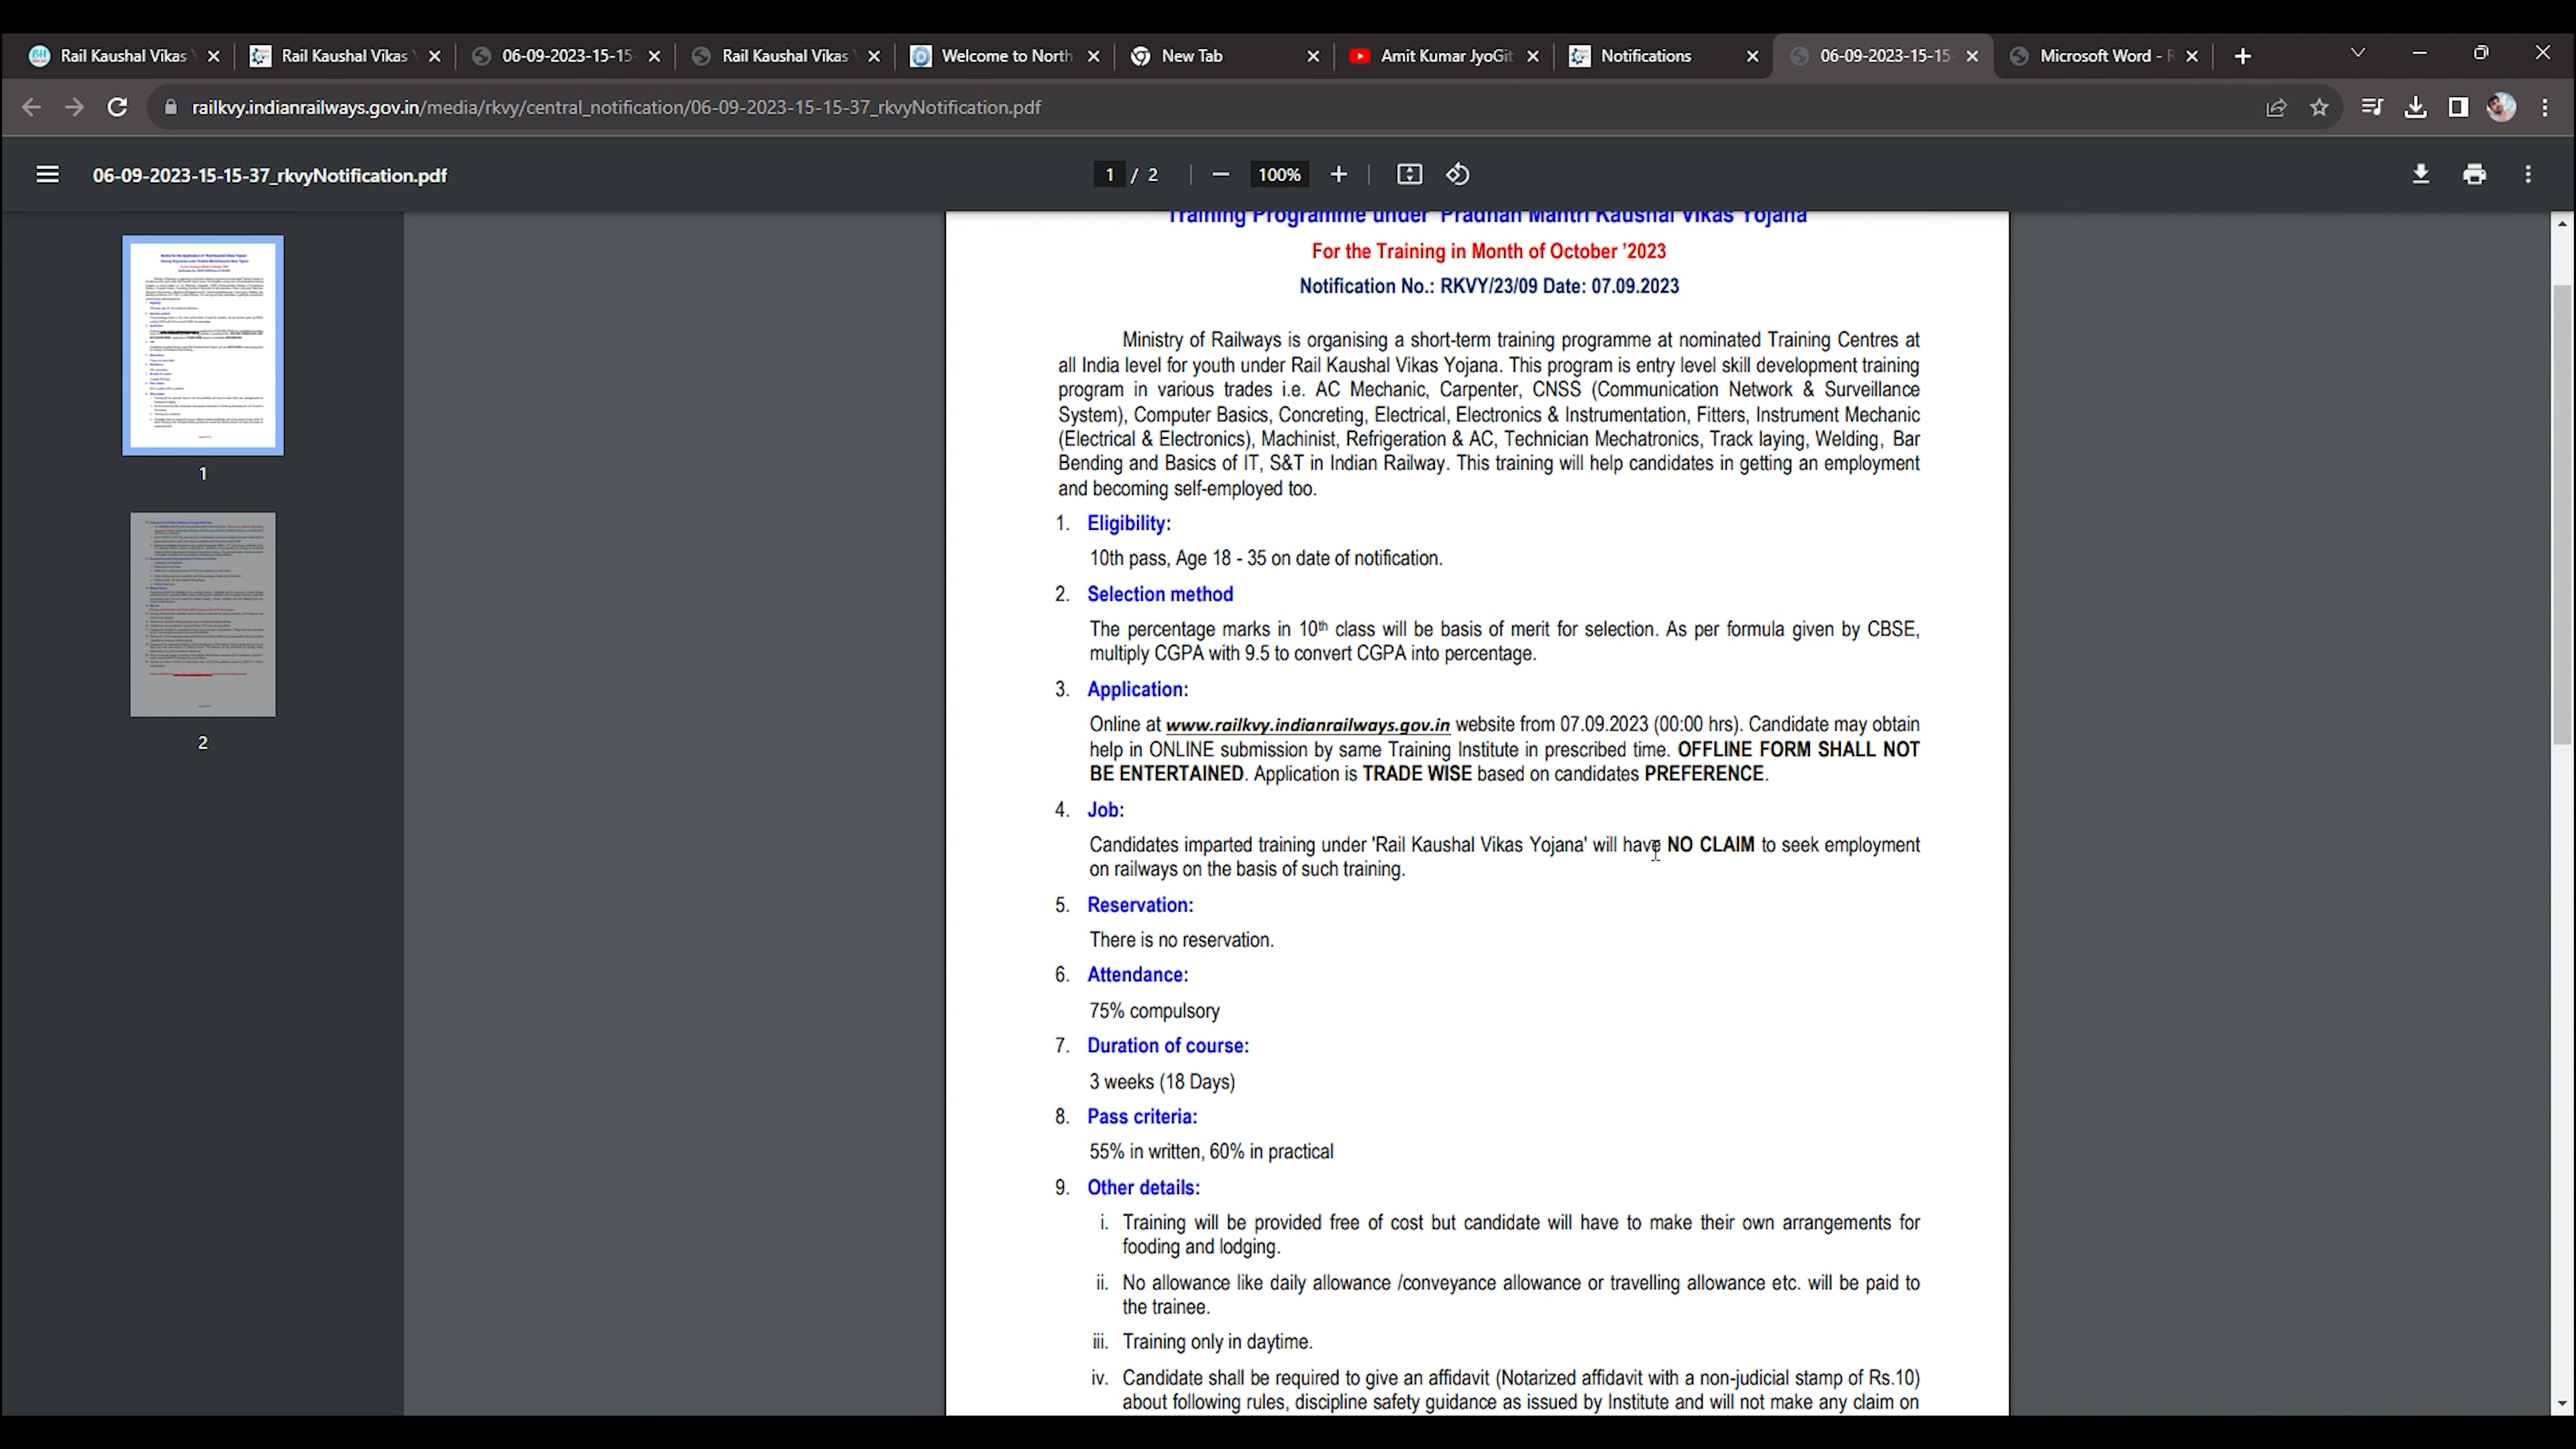 Rail Kaushal Vikas
Rail Kaushal Vikas
06-09-2023-15-15-
Rail Kaushal Vikas
Welcome to North
New Tab
Amit Kumar JyoGit
Notifications
06-09-2023-15-15-
Microsoft Word - R
railkvy.indianrailways.gov.in/media/rkvy/central_notification/06-09-2023-15-15-37_rkvyNotification.pdf
06-09-2023-15-15-37_rkvyNotification.pdf
1 / 2
100%
1
2
Training Programme under 'Pradhan Mantri Kaushal Vikas Yojana'
For the Training in Month of October '2023
Notification No.: RKVY/23/09 Date: 07.09.2023
Ministry of Railways is organising a short-term training programme at nominated Training Centres at
all India level for youth under Rail Kaushal Vikas Yojana. This program is entry level skill development training
program in various trades i.e. AC Mechanic, Carpenter, CNSS (Communication Network & Surveillance
System), Computer Basics, Concreting, Electrical, Electronics & Instrumentation, Fitters, Instrument Mechanic
(Electrical & Electronics), Machinist, Refrigeration & AC, Technician Mechatronics, Track laying, Welding, Bar
Bending and Basics of IT, S&T in Indian Railway. This training will help candidates in getting an employment
and becoming self-employed too.
1. Eligibility:
10th pass, Age 18 - 35 on date of notification.
2. Selection method
The percentage marks in 10th class will be basis of merit for selection. As per formula given by CBSE,
multiply CGPA with 9.5 to convert CGPA into percentage.
3. Application:
Online at www.railkvy.indianrailways.gov.in website from 07.09.2023 (00:00 hrs). Candidate may obtain
help in ONLINE submission by same Training Institute in prescribed time. OFFLINE FORM SHALL NOT
BE ENTERTAINED. Application is TRADE WISE based on candidates PREFERENCE.
4. Job:
Candidates imparted training under 'Rail Kaushal Vikas Yojana' will have NO CLAIM to seek employment
on railways on the basis of such training.
5. Reservation:
There is no reservation.
6. Attendance:
75% compulsory
7. Duration of course:
3 weeks (18 Days)
8. Pass criteria:
55% in written, 60% in practical
9. Other details:
i. Training will be provided free of cost but candidate will have to make their own arrangements for
fooding and lodging.
ii. No allowance like daily allowance /conveyance allowance or travelling allowance etc. will be paid to
the trainee.
iii. Training only in daytime.
iv. Candidate shall be required to give an affidavit (Notarized affidavit with a non-judicial stamp of Rs.10)
about following rules, discipline safety guidance as issued by Institute and will not make any claim on